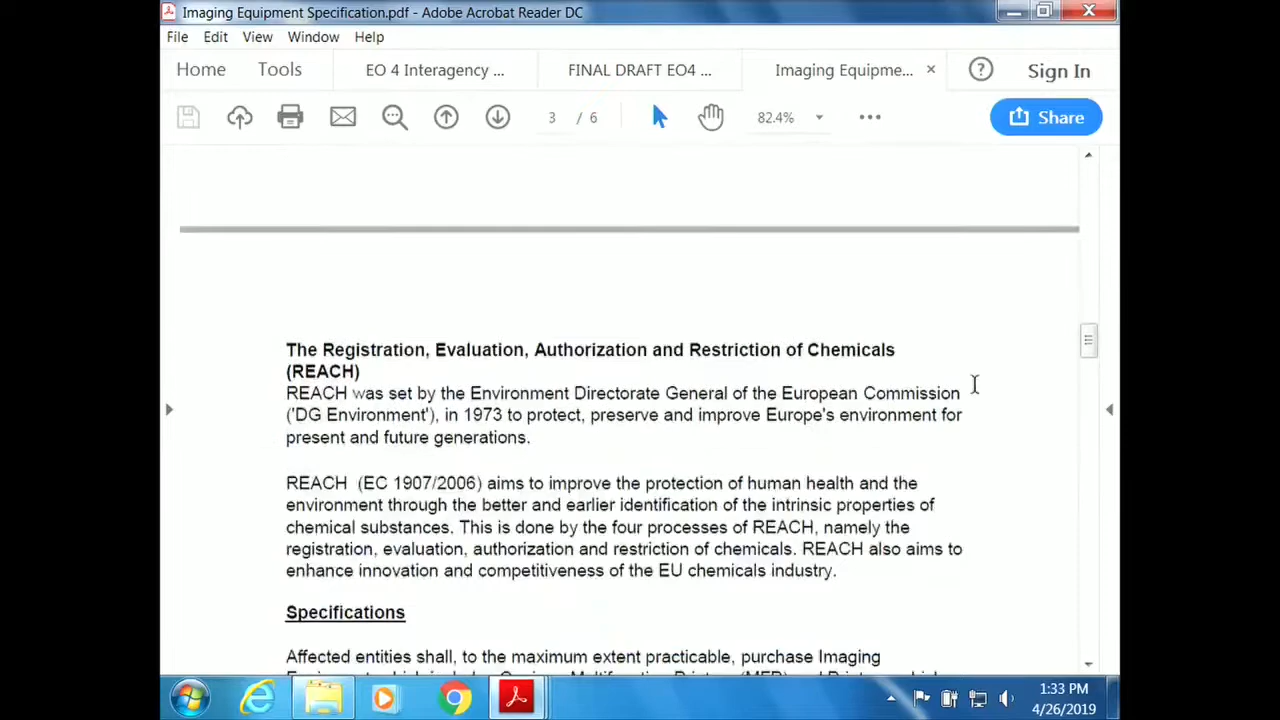 Imaging Equipment Specification.pdf - Adobe Acrobat Reader DC
File Edit View Window Help
Home Tools EO 4 Interagency ... FINAL DRAFT EO4 ... Imaging Equipme... × ? Sign In
3 / 6 82.4% Share
The Registration, Evaluation, Authorization and Restriction of Chemicals
(REACH)
REACH was set by the Environment Directorate General of the European Commission
('DG Environment'), in 1973 to protect, preserve and improve Europe's environment for
present and future generations.
REACH (EC 1907/2006) aims to improve the protection of human health and the
environment through the better and earlier identification of the intrinsic properties of
chemical substances. This is done by the four processes of REACH, namely the
registration, evaluation, authorization and restriction of chemicals. REACH also aims to
enhance innovation and competitiveness of the EU chemicals industry.
Specifications
Affected entities shall, to the maximum extent practicable, purchase Imaging
1:33 PM
4/26/2019